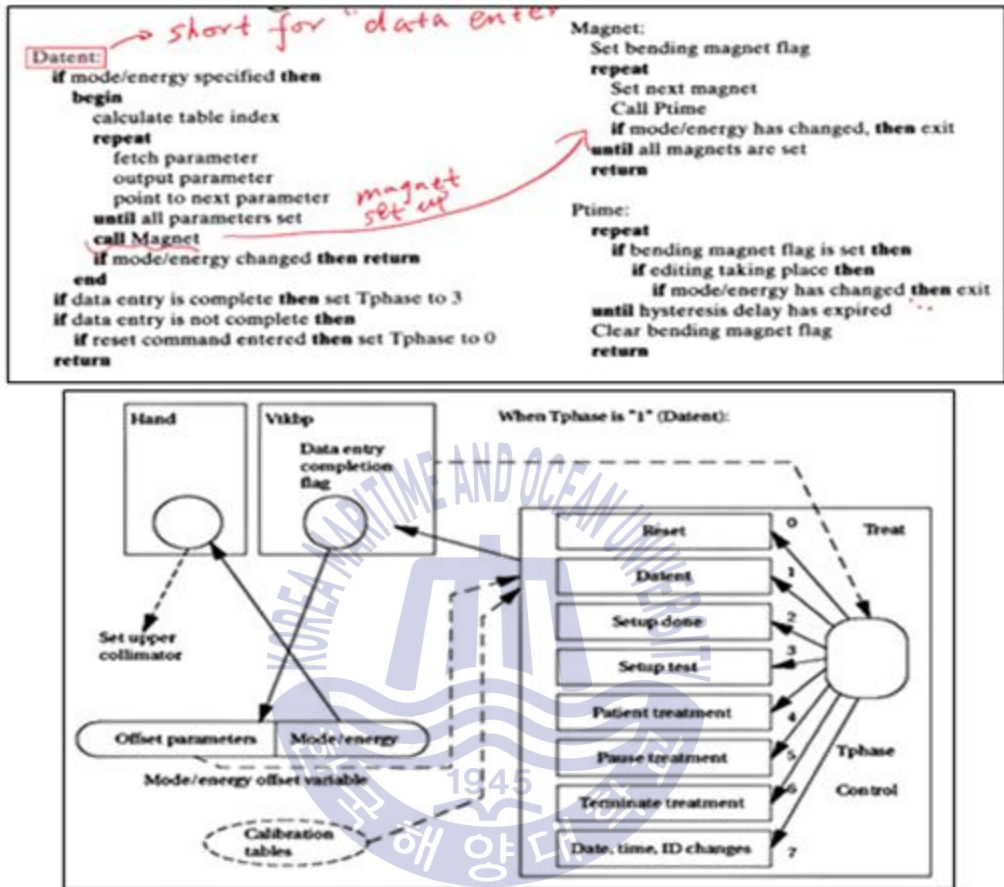 short for "data enter
Datent:
if mode/energy specified then
begin
calculate table index
repeat
fetch parameter
output parameter
point to next parameter
until all parameters set
call Magnet
if mode/energy changed then return
end
if data entry is complete then set Tphase to 3
if data entry is not complete then
if reset command entered then set Tphase to 0
return
magnet
set up
Magnet:
Set bending magnet flag
repeat
Set next magnet
Call Ptime
if mode/energy has changed, then exit
until all magnets are set
return
Ptime:
repeat
if bending magnet flag is set then
if editing taking place then
if mode/energy has changed then exit
until hysteresis delay has expired
Clear bending magnet flag
return
Hand
Vtkbp
When Tphase is "1" (Datent):
Data entry
completion
flag
Set upper
collimator
Offset parameters
Mode/energy
Mode/energy offset variable
Calibration
tables
Treat
Reset
0
Datent
1
Setup done
2
Setup test
3
Patient treatment
4
Pause treatment
5
Terminate treatment
6
Date, time, ID changes
7
Tphase
Control
KOREA MARITIME AND OCEAN UNIVERSITY
1945